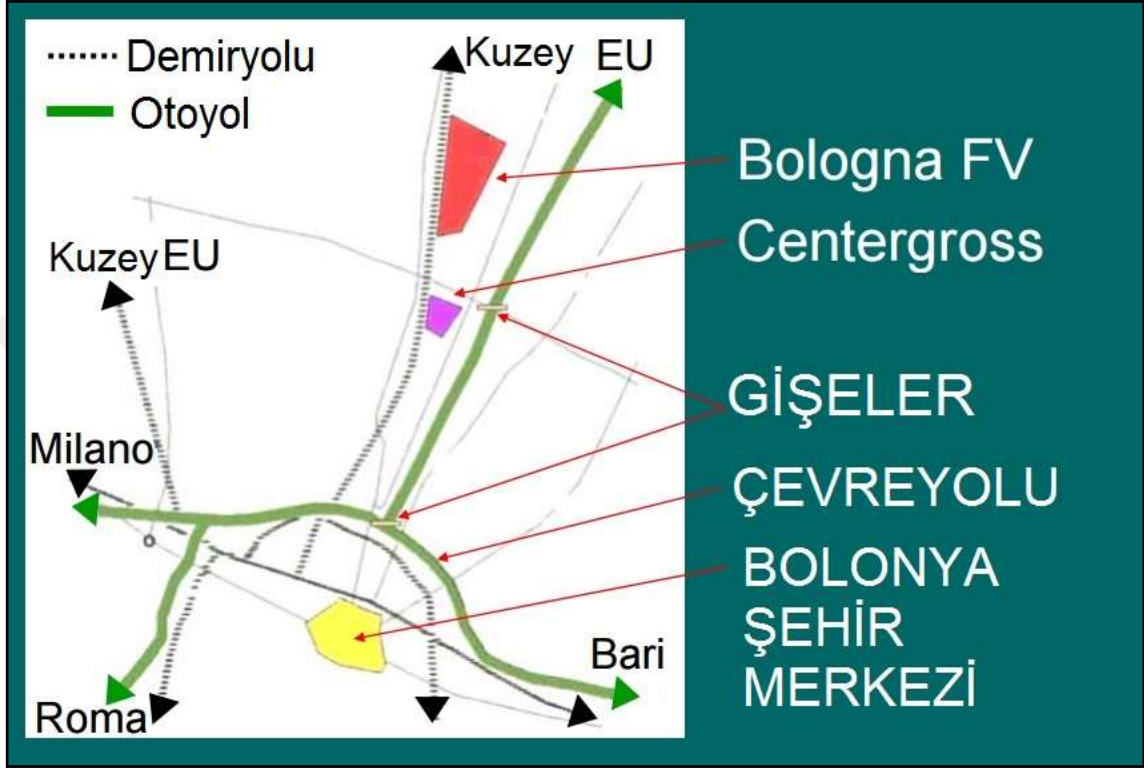 Demiryolu
Otoyol
Kuzey EU
Kuzey EU
Milano
Roma
Bari
Bologna FV
Centergross
GİŞELER
ÇEVREYOLU
BOLONYA
ŞEHİR
MERKEZİ